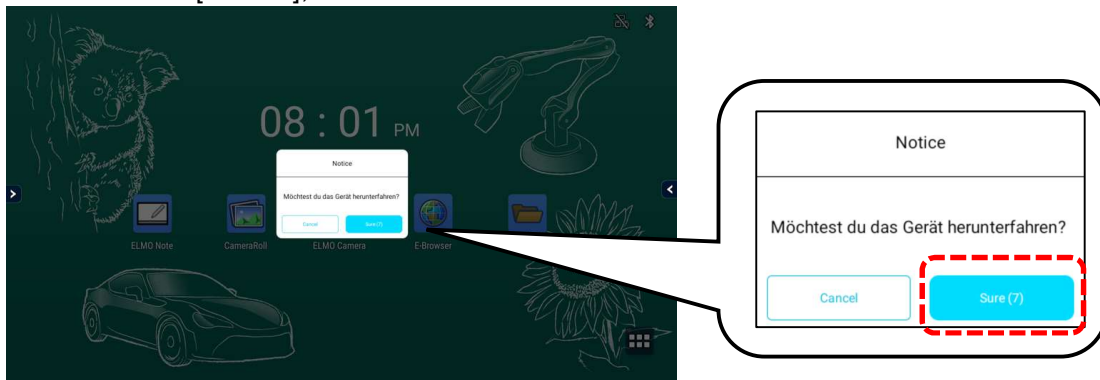 08 : 01 PM
Notice
Möchtest du das Gerät herunterfahren?
Cancel
Sure (7)
ELMO Note
CameraRoll
ELMO Camera
E-Browser
Notice
Möchtest du das Gerät herunterfahren?
Cancel
Sure (7)